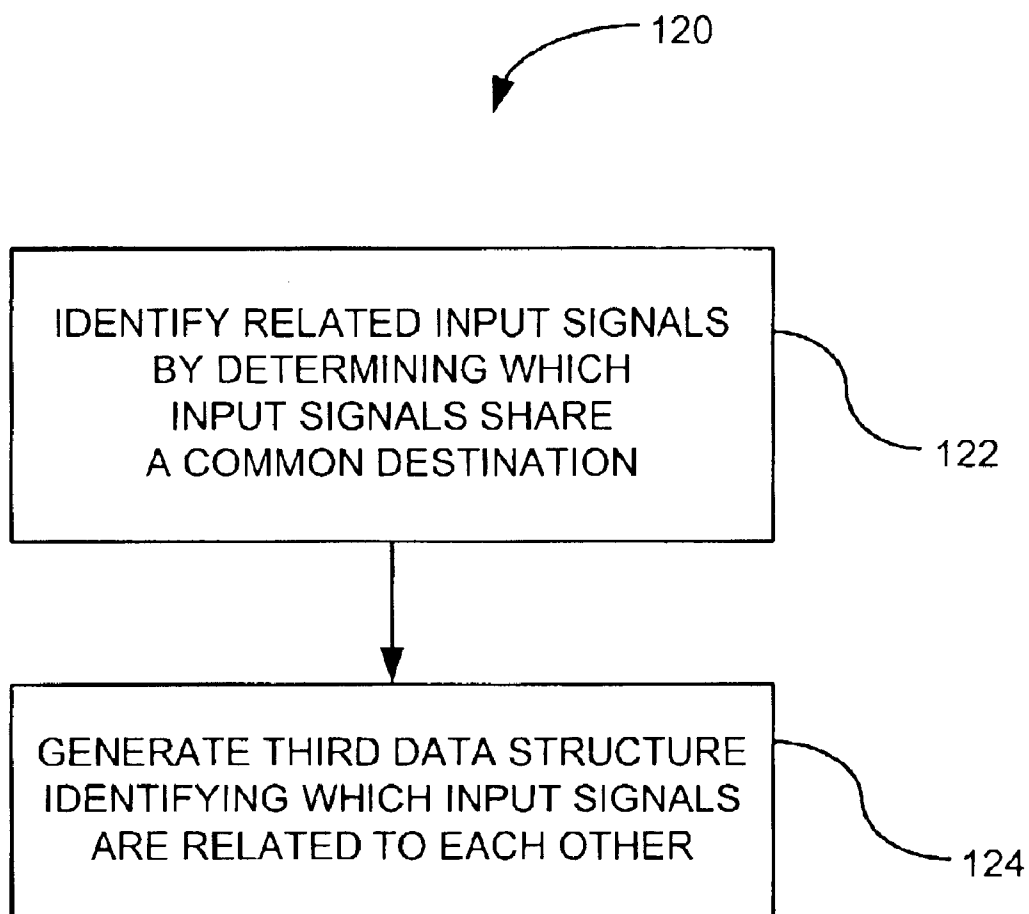 120
IDENTIFY RELATED INPUT SIGNALS
BY DETERMINING WHICH
INPUT SIGNALS SHARE
A COMMON DESTINATION
122
GENERATE THIRD DATA STRUCTURE
IDENTIFYING WHICH INPUT SIGNALS
ARE RELATED TO EACH OTHER
124